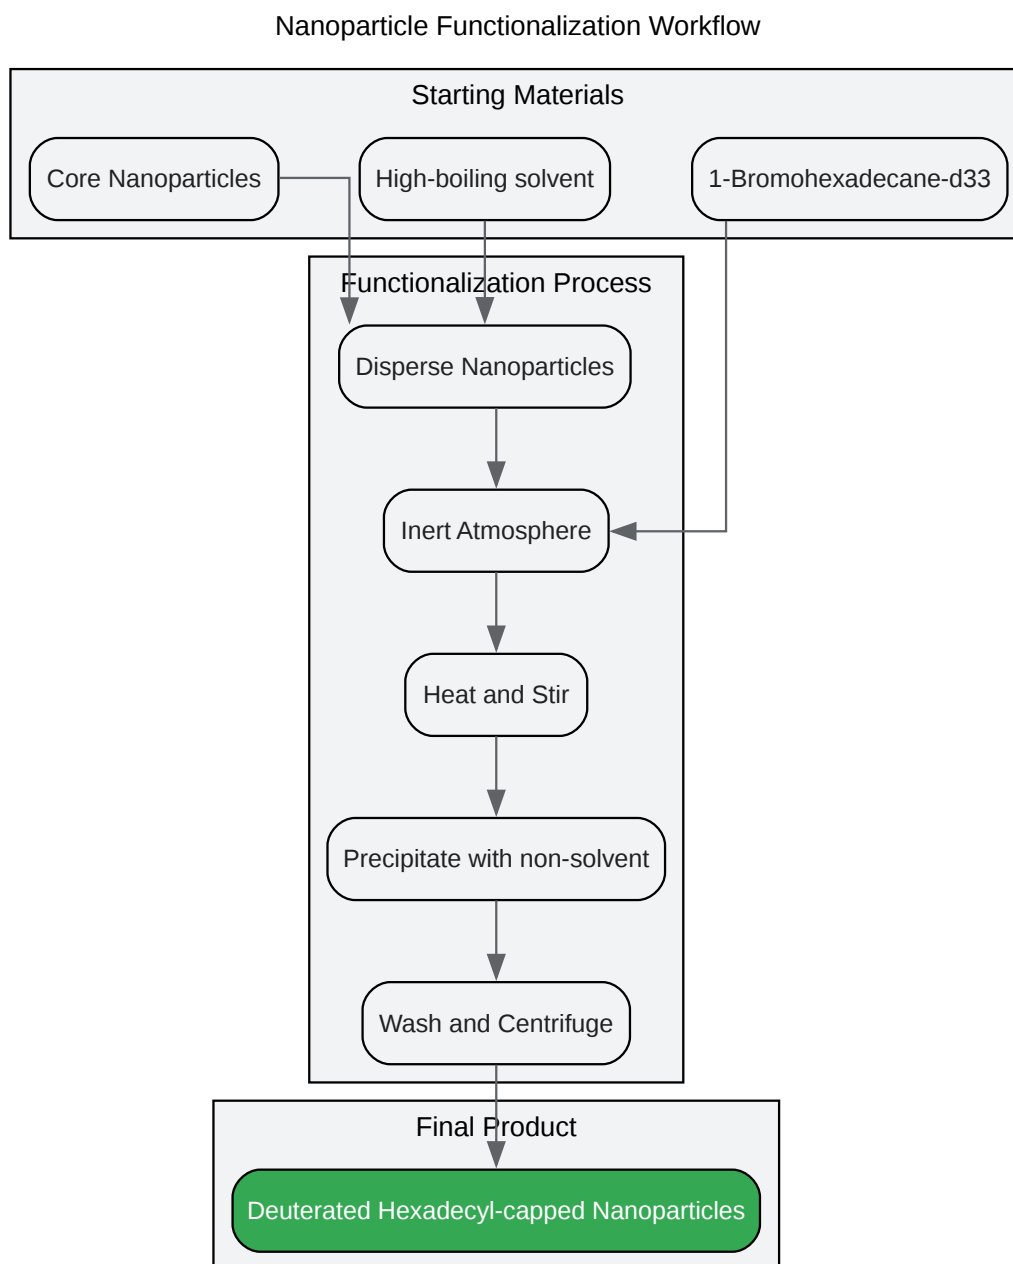 Nanoparticle Functionalization Workflow
Starting Materials
Core Nanoparticles
High-boiling solvent
1-Bromohexadecane-d33
Functionalization Process
Disperse Nanoparticles
Inert Atmosphere
Heat and Stir
Precipitate with non-solvent
Wash and Centrifuge
Final Product
Deuterated Hexadecyl-capped Nanoparticles